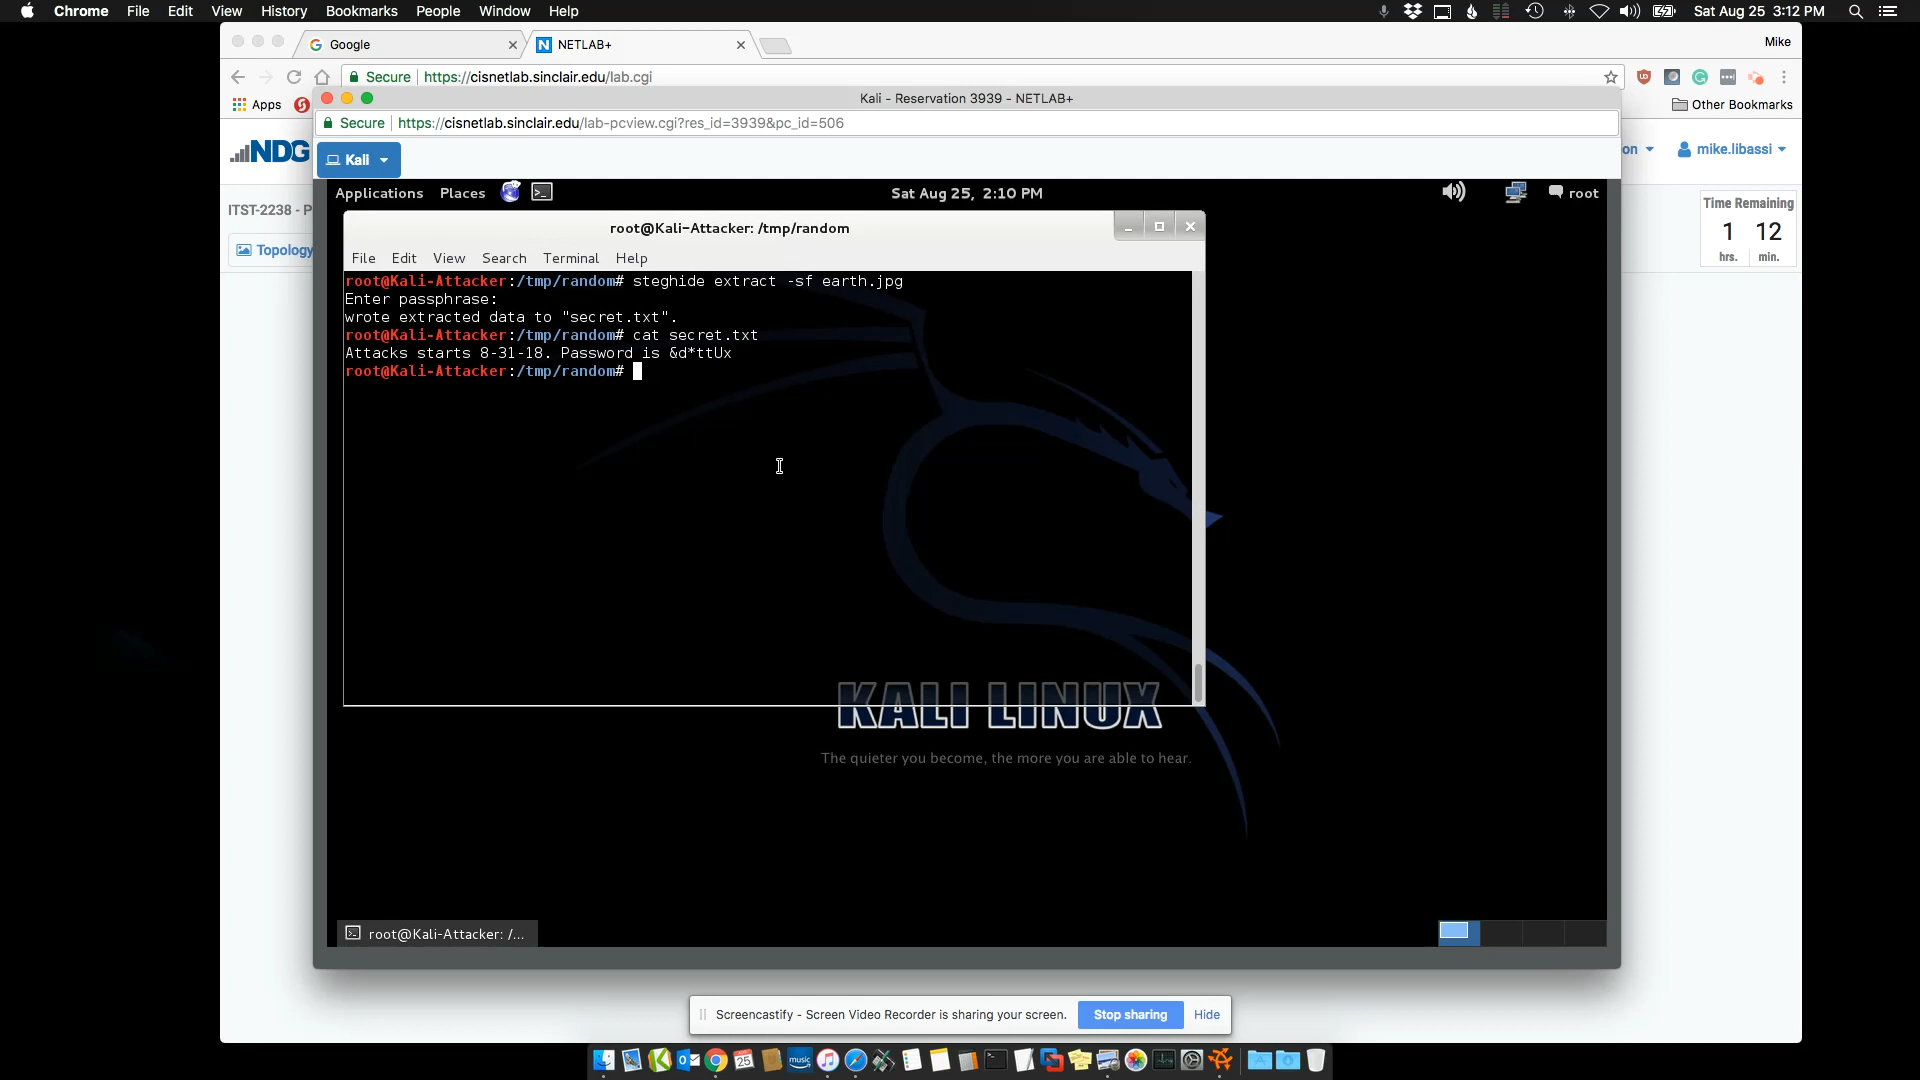 Chrome File Edit View History Bookmarks People Window Help Sat Aug 25 3:12 PM
Google NETLAB+ Mike
Secure https://cisnetlab.sinclair.edu/lab.cgi
Apps Other Bookmarks
Kali - Reservation 3939 - NETLAB+
Secure https://cisnetlab.sinclair.edu/lab-pcview.cgi?res_id=3939&pc_id=506
NDG Kali on mike.libassi
Applications Places Sat Aug 25, 2:10 PM root
ITST-2238 - P Time Remaining
1 12
hrs. min.
Topology
root@Kali-Attacker: /tmp/random
File Edit View Search Terminal Help
root@Kali-Attacker:/tmp/random# steghide extract -sf earth.jpg
Enter passphrase:
wrote extracted data to "secret.txt".
root@Kali-Attacker:/tmp/random# cat secret.txt
Attacks starts 8-31-18. Password is &d*ttUx
root@Kali-Attacker:/tmp/random#
KALI LINUX
The quieter you become, the more you are able to hear.
root@Kali-Attacker: /...
Screencastify - Screen Video Recorder is sharing your screen. Stop sharing Hide
25
music